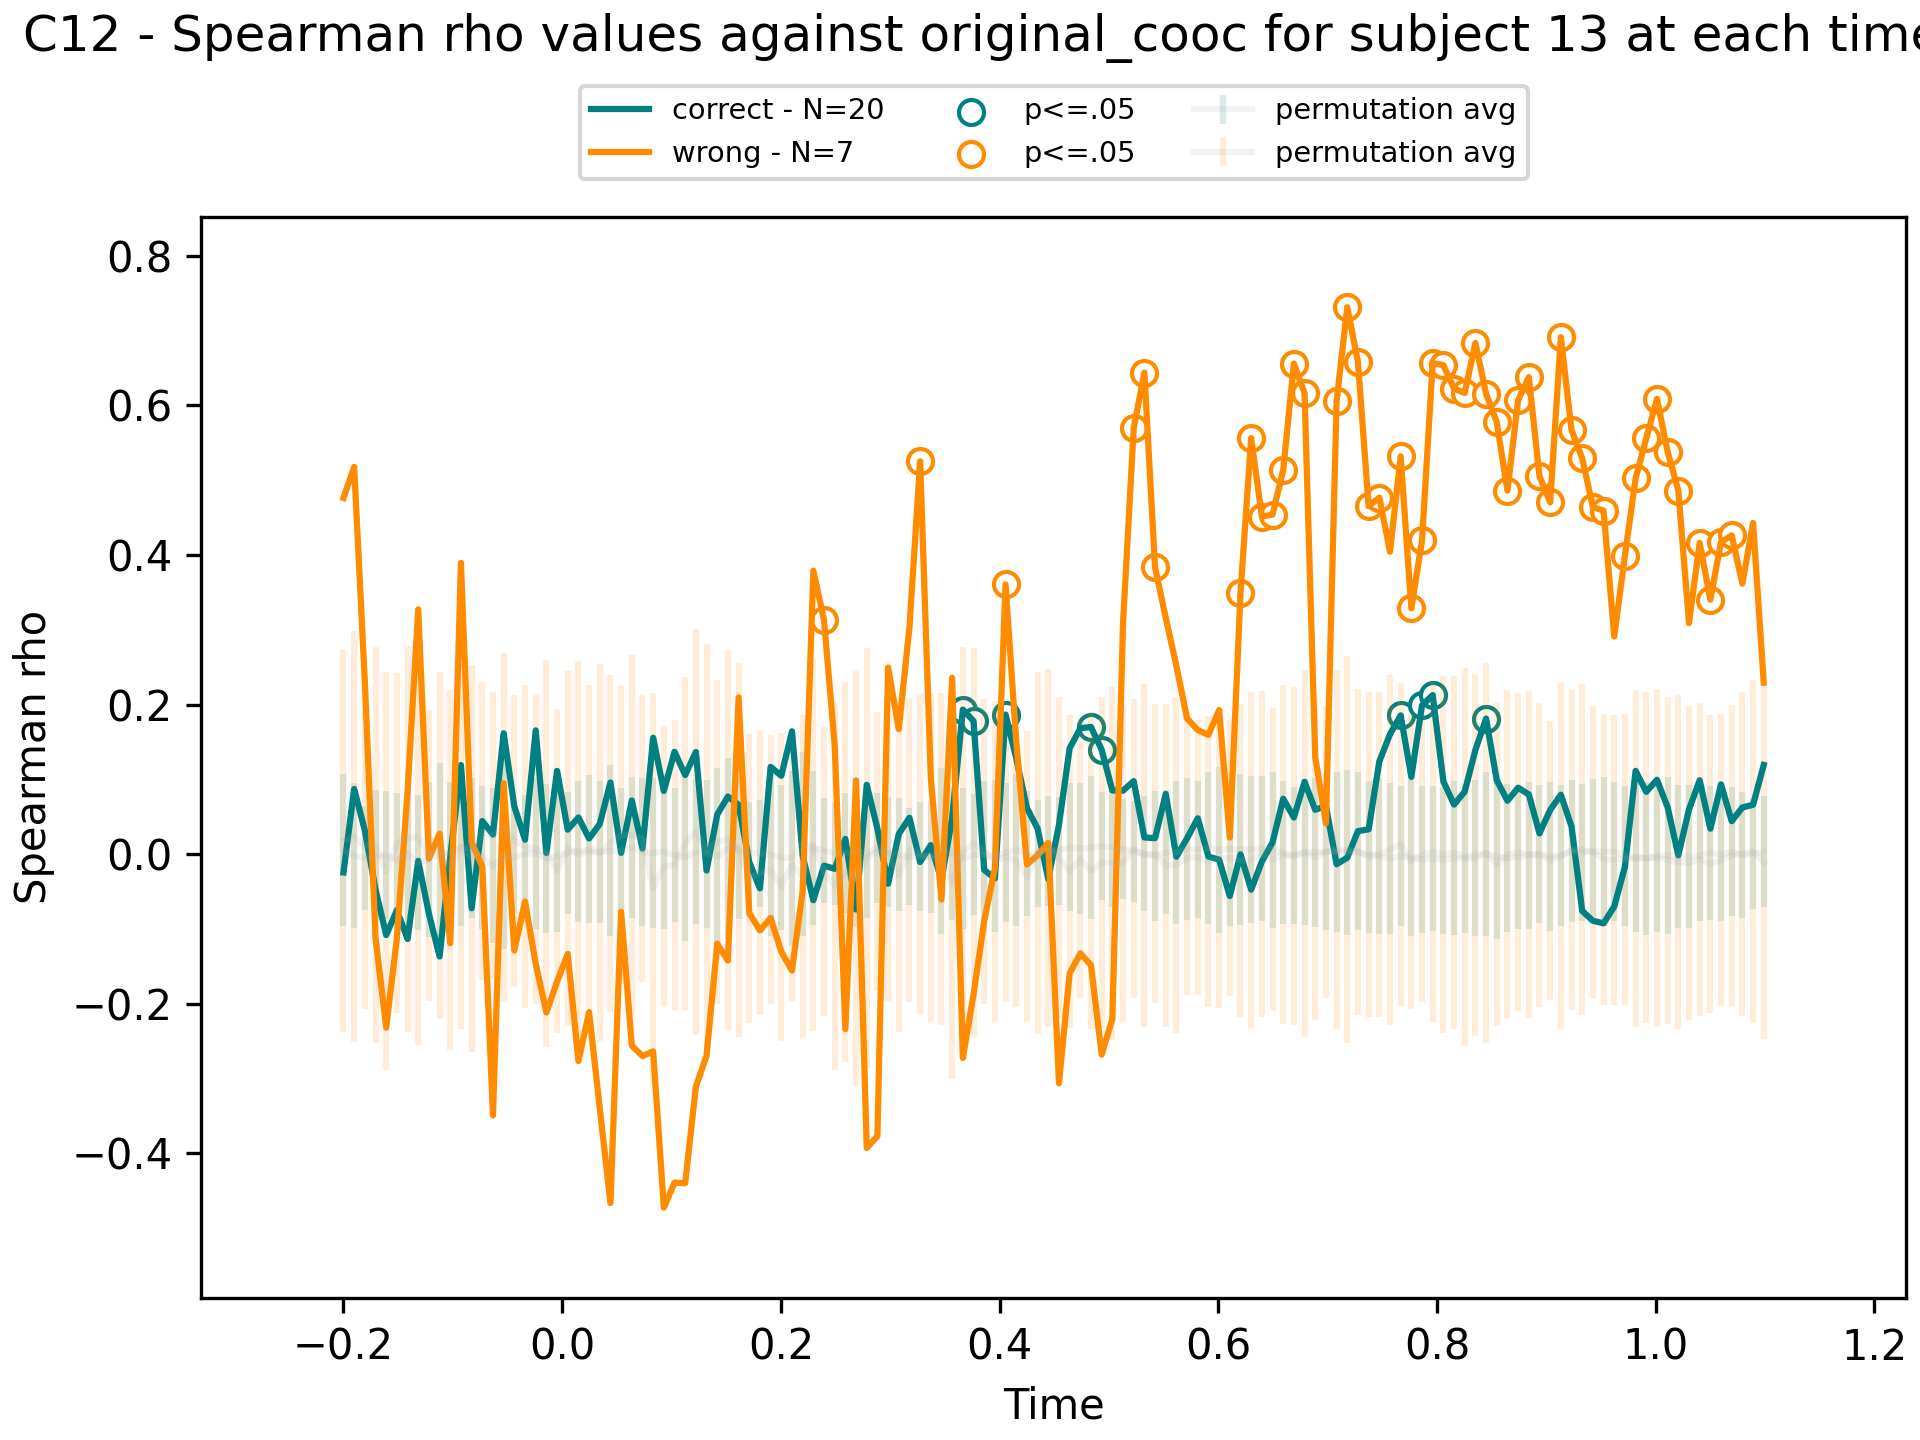 C12 - Spearman rho values against original_cooc for subject 13 at each time
correct - N=20
wrong - N=7
p<=.05
p<=.05
permutation avg
permutation avg
0.8
0.6
0.4
0.2
0.0
−0.2
−0.4
Spearman rho
−0.2 0.0 0.2 0.4 0.6 0.8 1.0 1.2
Time